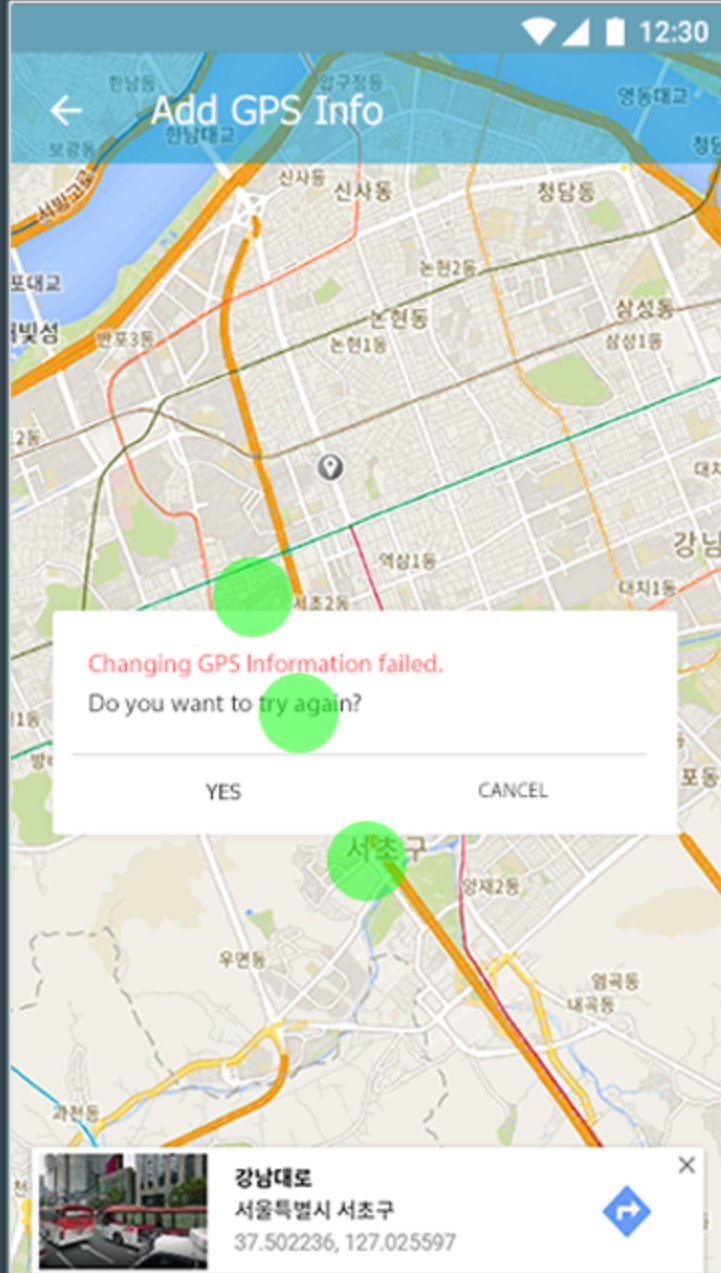 12:30
Add GPS Info
한남동
압구정동
영동대교
한남대교
보광동
신사동
신사동
청담동
논현2동
논현동
삼성동
반포3동
논현1동
삼성1동
역삼1동
대치1동
서초2동
Changing GPS Information failed.
Do you want to try again?
YES
CANCEL
포동
서초구
양재2동
우면동
염곡동
내곡동
과천동
강남대로
서울특별시 서초구
37.502236, 127.025597